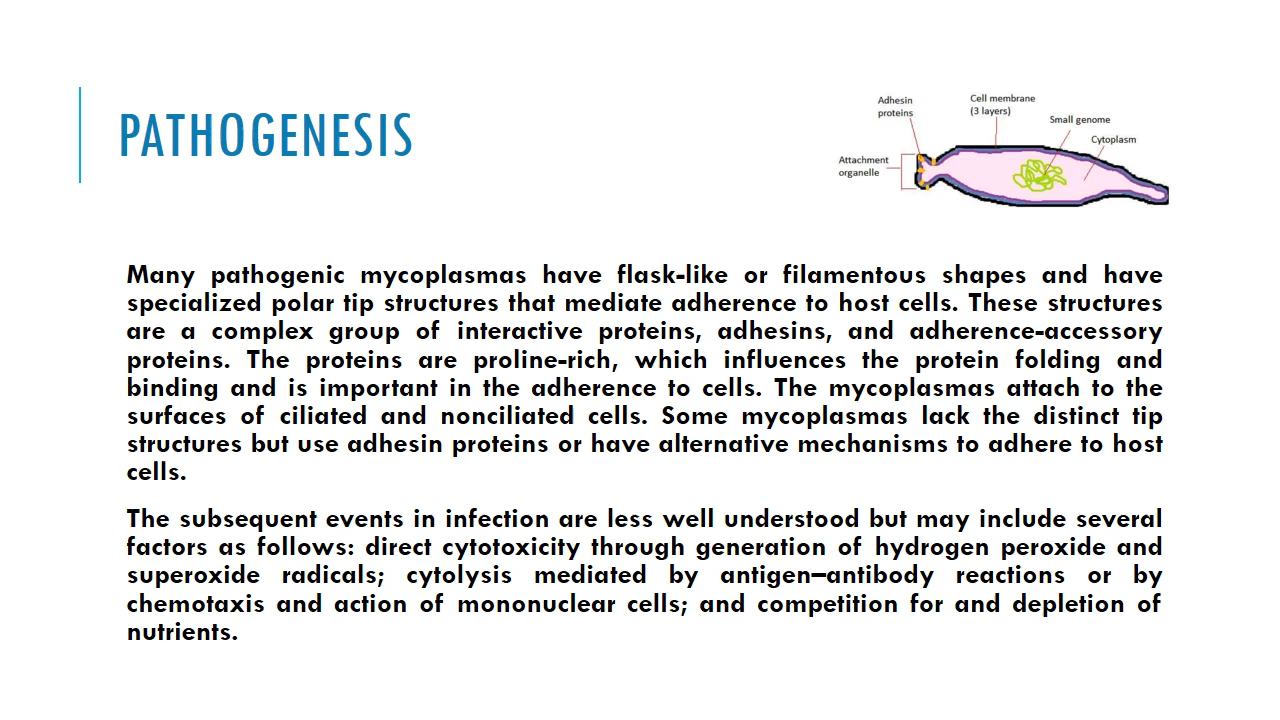 PATHOGENESIS
Adhesin
proteins
Cell membrane
(3 layers)
Small genome
Cytoplasm
Attachment
organelle
Many pathogenic mycoplasmas have flask-like or filamentous shapes and have
specialized polar tip structures that mediate adherence to host cells. These structures
are a complex group of interactive proteins, adhesins, and adherence-accessory
proteins. The proteins are proline-rich, which influences the protein folding and
binding and is important in the adherence to cells. The mycoplasmas attach to the
surfaces of ciliated and nonciliated cells. Some mycoplasmas lack the distinct tip
structures but use adhesin proteins or have alternative mechanisms to adhere to host
cells.
The subsequent events in infection are less well understood but may include several
factors as follows: direct cytotoxicity through generation of hydrogen peroxide and
superoxide radicals; cytolysis mediated by antigen–antibody reactions or by
chemotaxis and action of mononuclear cells; and competition for and depletion of
nutrients.